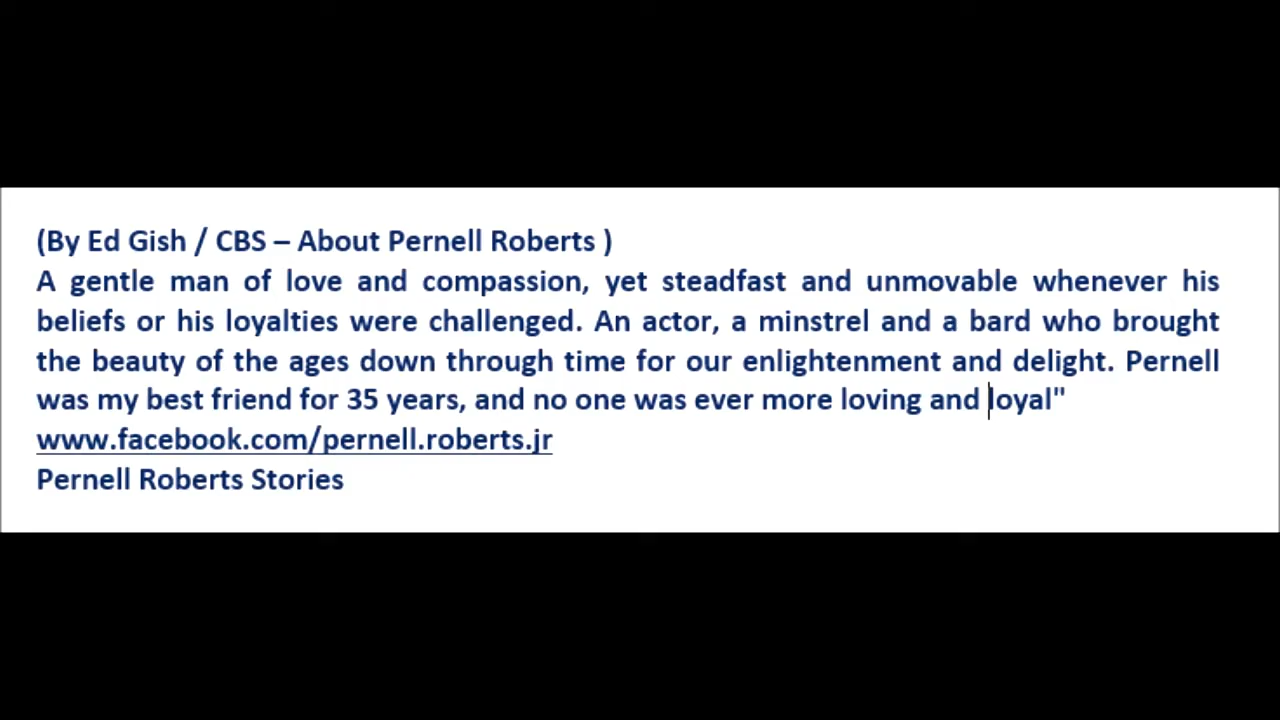 (By Ed Gish / CBS – About Pernell Roberts )
A gentle man of love and compassion, yet steadfast and unmovable whenever his
beliefs or his loyalties were challenged. An actor, a minstrel and a bard who brought
the beauty of the ages down through time for our enlightenment and delight. Pernell
was my best friend for 35 years, and no one was ever more loving and loyal"
www.facebook.com/pernell.roberts.jr
Pernell Roberts Stories